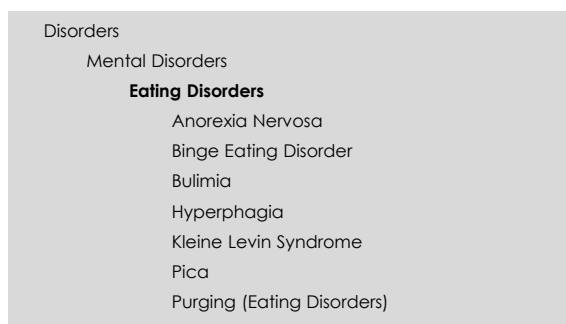 Disorders
Mental Disorders
Eating Disorders
Anorexia Nervosa
Binge Eating Disorder
Bulimia
Hyperphagia
Kleine Levin Syndrome
Pica
Purging (Eating Disorders)